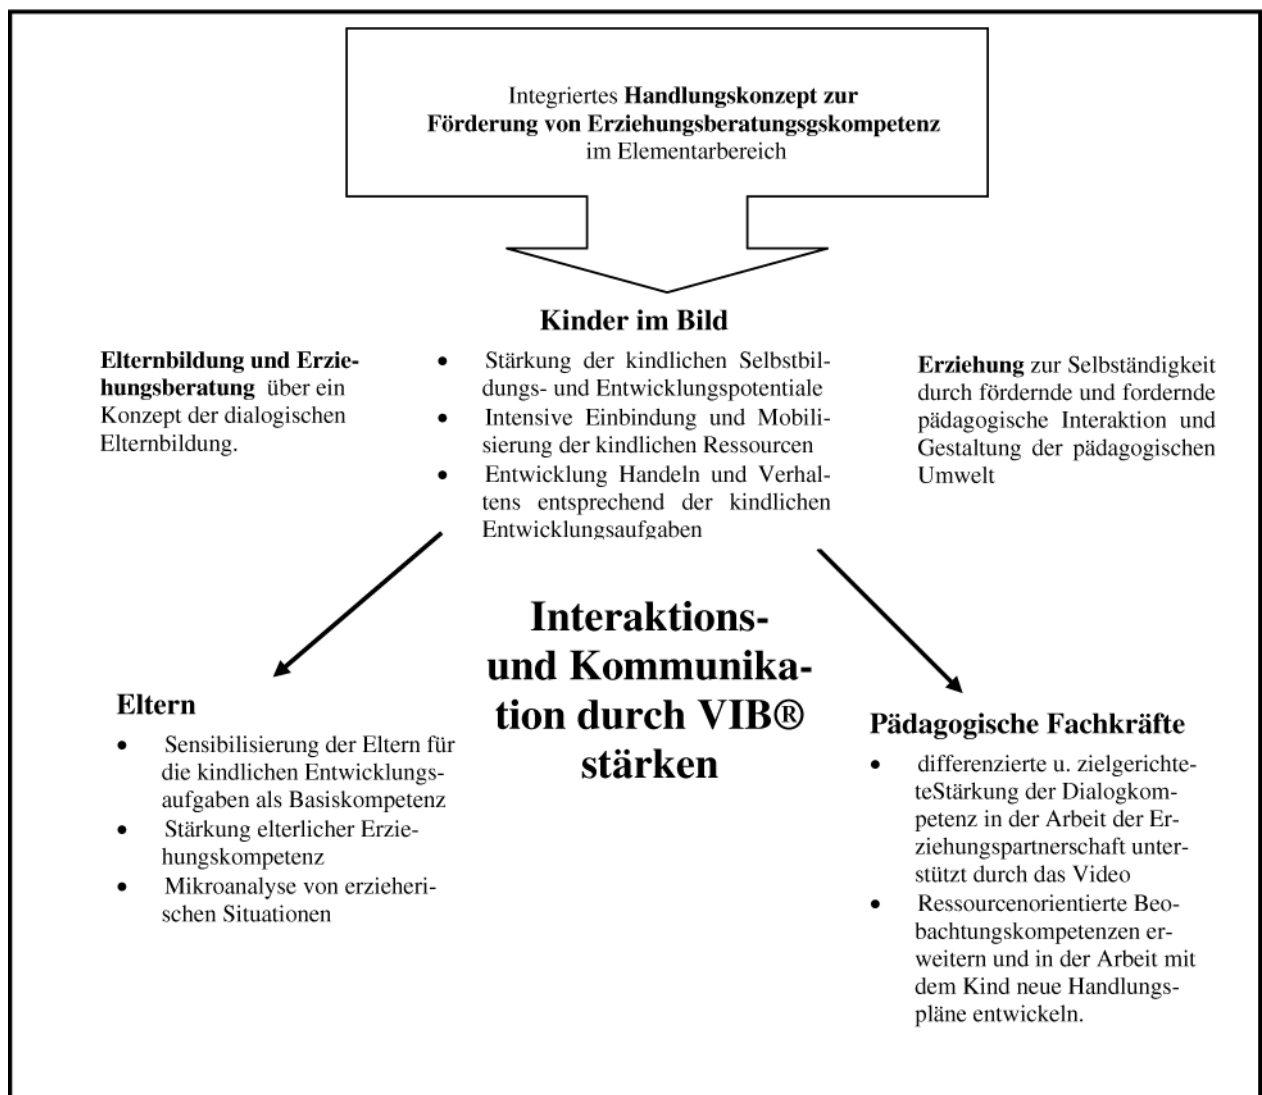 Integriertes Handlungskonzept zur
Förderung von Erziehungsberatungsgskompetenz
im Elementarbereich
Kinder im Bild
Elternbildung und Erzie-
hungsberatung über ein
Konzept der dialogischen
Elternbildung.
• Stärkung der kindlichen Selbstbil-
dungs- und Entwicklungspotentiale
• Intensive Einbindung und Mobili-
sierung der kindlichen Ressourcen
• Entwicklung Handeln und Verhal-
tens entsprechend der kindlichen
Entwicklungsaufgaben
Erziehung zur Selbständigkeit
durch fördernde und fordernde
pädagogische Interaktion und
Gestaltung der pädagogischen
Umwelt
Interaktions-
und Kommunika-
tion durch VIB®
stärken
Eltern
• Sensibilisierung der Eltern für
die kindlichen Entwicklungs-
aufgaben als Basiskompetenz
• Stärkung elterlicher Erzie-
hungskompetenz
• Mikroanalyse von erzieheri-
schen Situationen
Pädagogische Fachkräfte
• differenzierte u. zielgerichte-
teStärkung der Dialogkom-
petenz in der Arbeit der Er-
ziehungspartnerschaft unter-
stützt durch das Video
• Ressourcenorientierte Beo-
bachtungskompetenzen er-
weitern und in der Arbeit mit
dem Kind neue Handlungs-
pläne entwickeln.